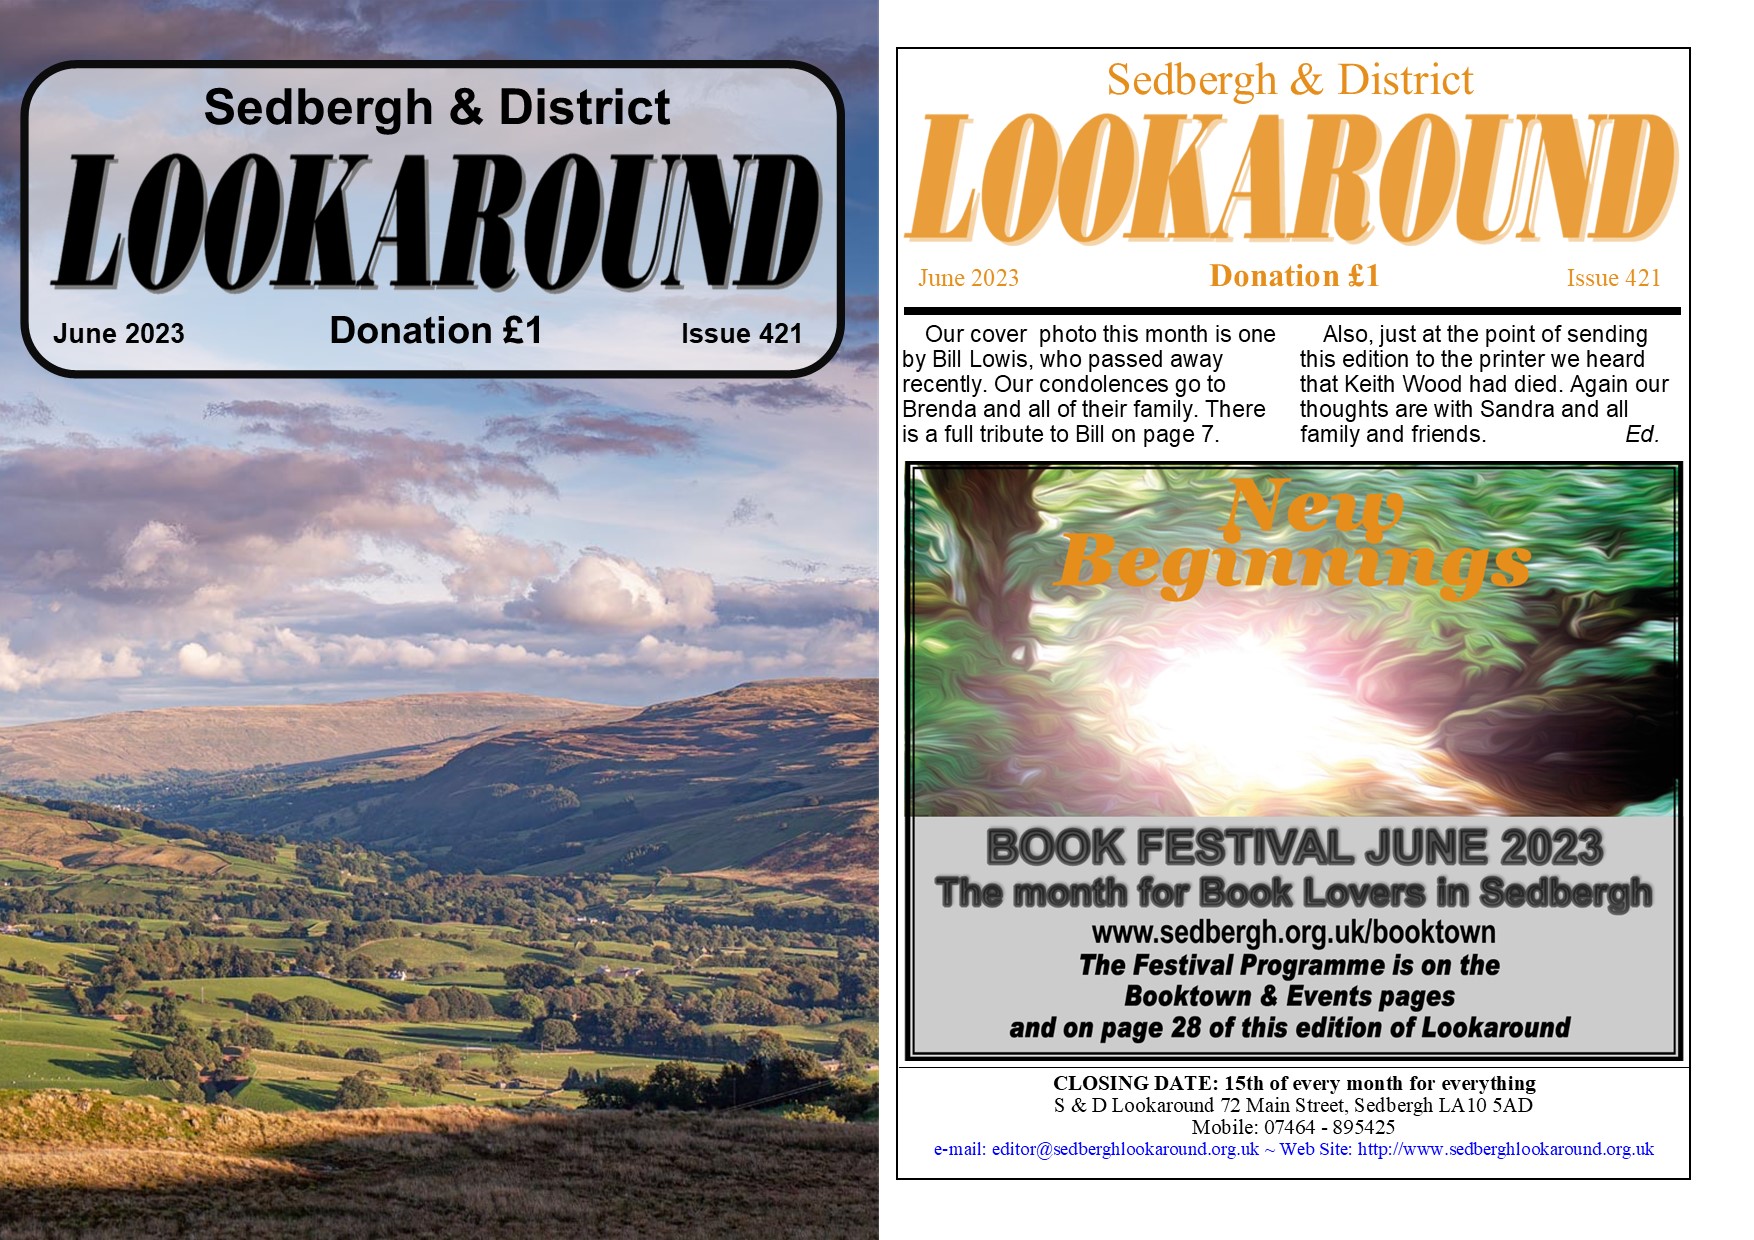 Sedbergh & District
LOOKAROUND
June 2023 Donation £1 Issue 421
Sedbergh & District
LOOKAROUND
June 2023 Donation £1 Issue 421
Our cover photo this month is one
by Bill Lowis, who passed away
recently. Our condolences go to
Brenda and all of their family. There
is a full tribute to Bill on page 7.
Also, just at the point of sending
this edition to the printer we heard
that Keith Wood had died. Again our
thoughts are with Sandra and all
family and friends. Ed.
New
Beginnings
BOOK FESTIVAL JUNE 2023
The month for Book Lovers in Sedbergh
www.sedbergh.org.uk/booktown
The Festival Programme is on the
Booktown & Events pages
and on page 28 of this edition of Lookaround
CLOSING DATE: 15th of every month for everything
S & D Lookaround 72 Main Street, Sedbergh LA10 5AD
Mobile: 07464 - 895425
e-mail: editor@sedberghlookaround.org.uk ~ Web Site: http://www.sedberghlookaround.org.uk